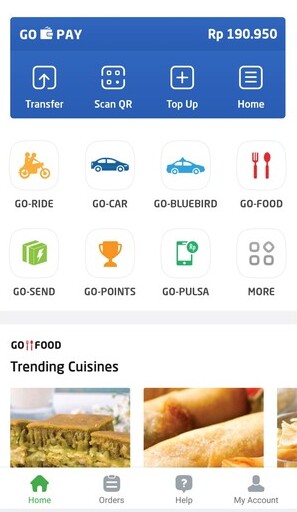 GO PAY Rp 190.950
Transfer Scan QR Top Up Home
GO-RIDE GO-CAR GO-BLUEBIRD GO-FOOD
Rp
GO-SEND GO-POINTS GO-PULSA MORE
GO FOOD
Trending Cuisines
Home Orders Help My Account